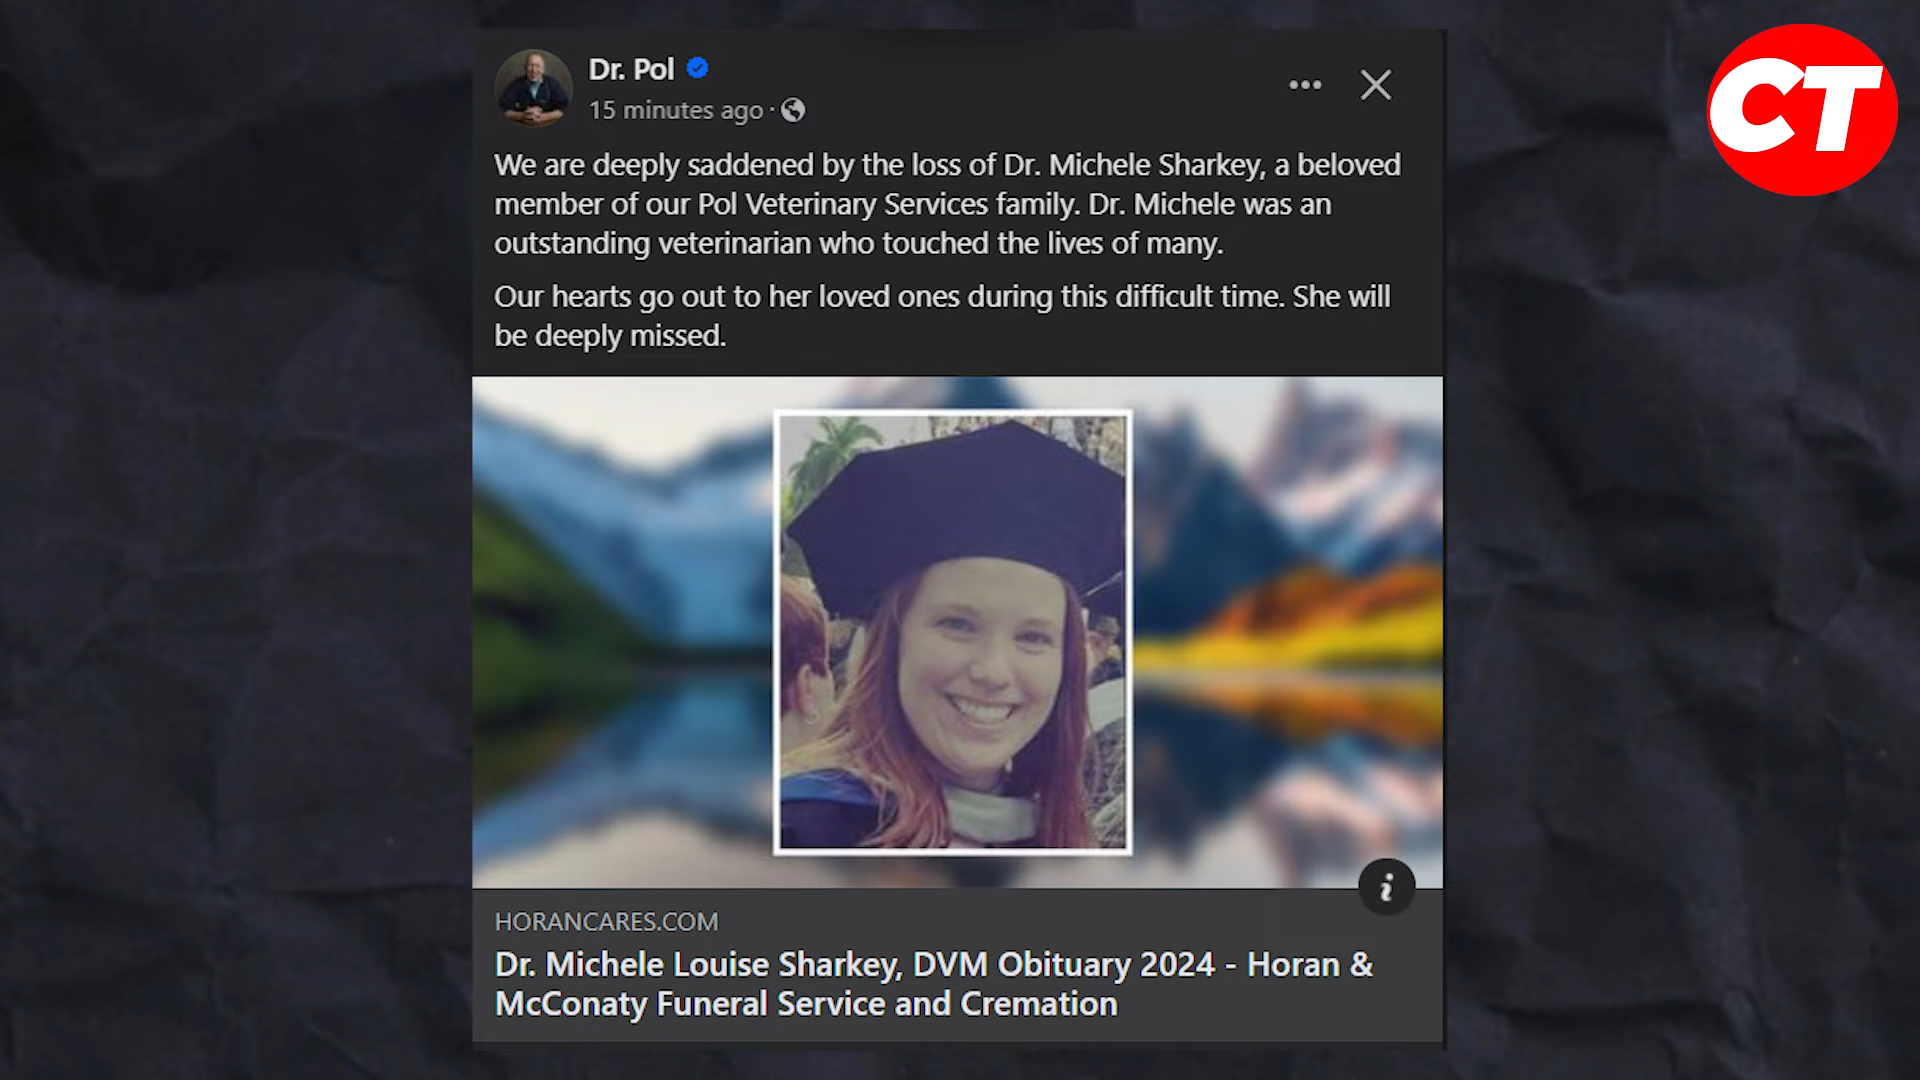 CT
Dr. Pol
15 minutes ago ·
We are deeply saddened by the loss of Dr. Michele Sharkey, a beloved
member of our Pol Veterinary Services family. Dr. Michele was an
outstanding veterinarian who touched the lives of many.
Our hearts go out to her loved ones during this difficult time. She will
be deeply missed.
i
HORANCARES.COM
Dr. Michele Louise Sharkey, DVM Obituary 2024 - Horan &
McConaty Funeral Service and Cremation